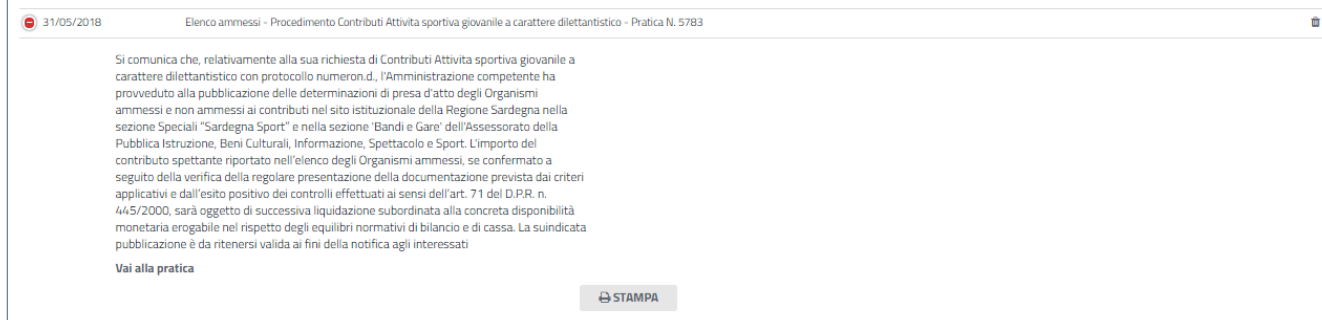 31/05/2018 Elenco ammessi - Procedimento Contributi Attivita sportiva giovanile a carattere dilettantistico - Pratica N. 5783
Si comunica che, relativamente alla sua richiesta di Contributi Attivita sportiva giovanile a
carattere dilettantistico con protocollo numeron.d., l'Amministrazione competente ha
provveduto alla pubblicazione delle determinazioni di presa d'atto degli Organismi
ammessi e non ammessi ai contributi nel sito istituzionale della Regione Sardegna nella
sezione Speciali "Sardegna Sport" e nella sezione 'Bandi e Gare' dell'Assessorato della
Pubblica Istruzione, Beni Culturali, Informazione, Spettacolo e Sport. L'importo del
contributo spettante riportato nell'elenco degli Organismi ammessi, se confermato a
seguito della verifica della regolare presentazione della documentazione prevista dai criteri
applicativi e dall'esito positivo dei controlli effettuati ai sensi dell'art. 71 del D.P.R. n.
445/2000, sarà oggetto di successiva liquidazione subordinata alla concreta disponibilità
monetaria erogabile nel rispetto degli equilibri normativi di bilancio e di cassa. La suindicata
pubblicazione è da ritenersi valida ai fini della notifica agli interessati
Vai alla pratica
STAMPA